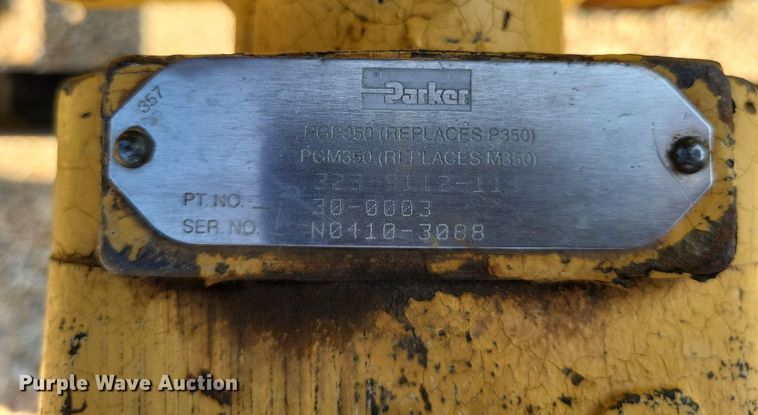 357
Parker
PGP350 (REPLACES P350)
PGM350 (REPLACES M350)
PT. NO. 30-0003
SER. NO. N0410-3088
Purple Wave Auction